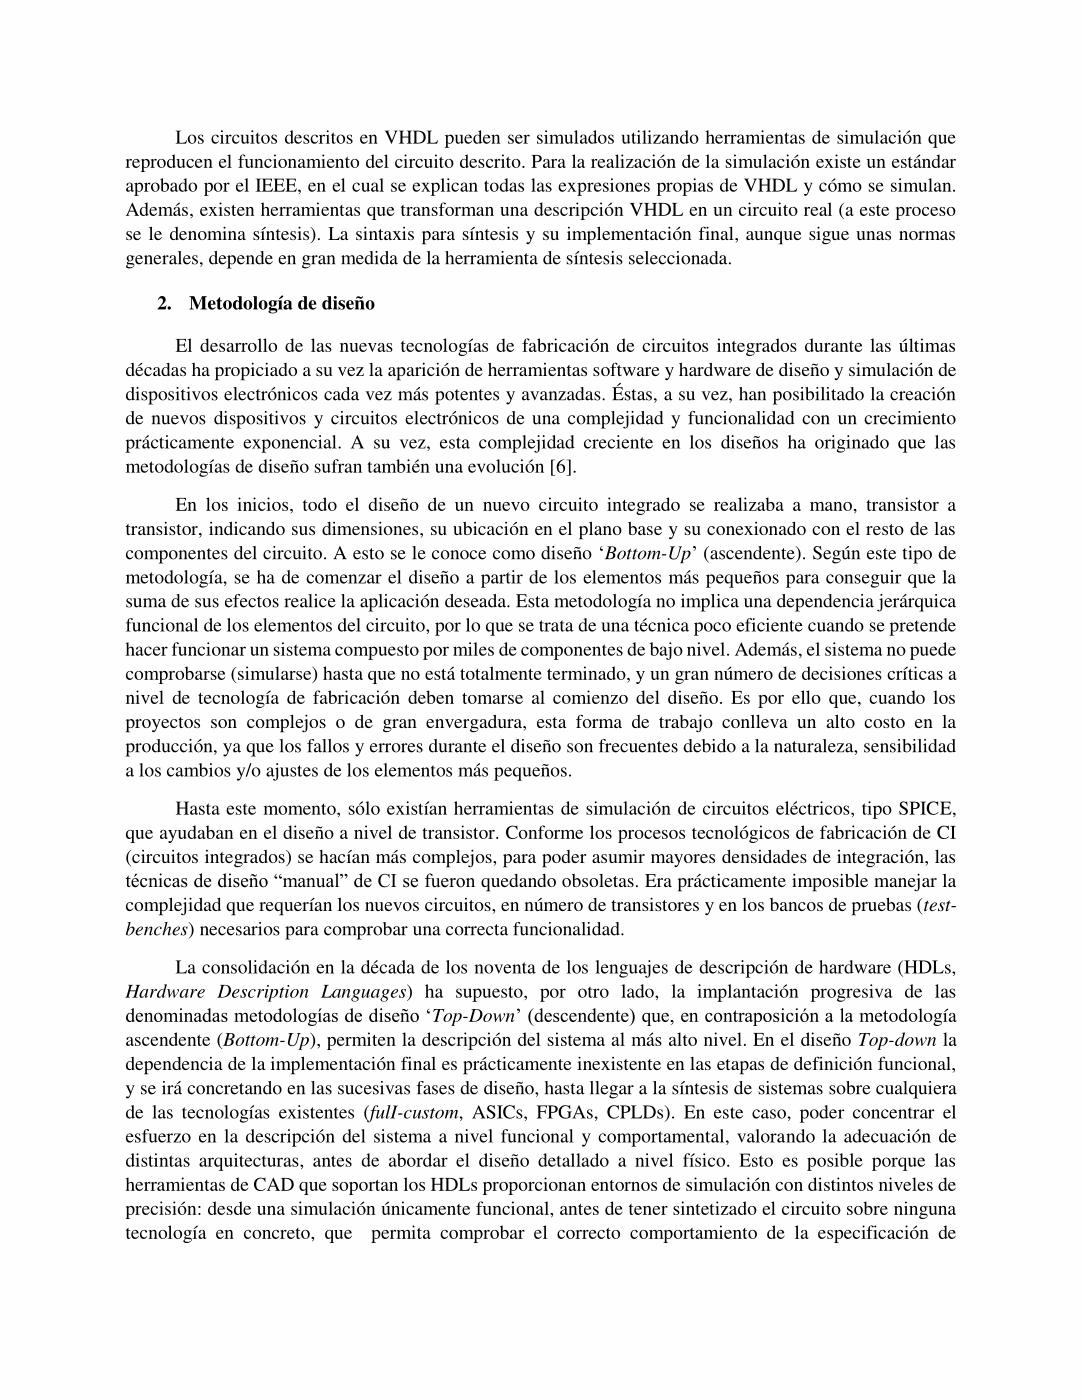 Los circuitos descritos en VHDL pueden ser simulados utilizando herramientas de simulación que
reproducen el funcionamiento del circuito descrito. Para la realización de la simulación existe un estándar
aprobado por el IEEE, en el cual se explican todas las expresiones propias de VHDL y cómo se simulan.
Además, existen herramientas que transforman una descripción VHDL en un circuito real (a este proceso
se le denomina síntesis). La sintaxis para síntesis y su implementación final, aunque sigue unas normas
generales, depende en gran medida de la herramienta de síntesis seleccionada.
2. Metodología de diseño
El desarrollo de las nuevas tecnologías de fabricación de circuitos integrados durante las últimas
décadas ha propiciado a su vez la aparición de herramientas software y hardware de diseño y simulación de
dispositivos electrónicos cada vez más potentes y avanzadas. Éstas, a su vez, han posibilitado la creación
de nuevos dispositivos y circuitos electrónicos de una complejidad y funcionalidad con un crecimiento
prácticamente exponencial. A su vez, esta complejidad creciente en los diseños ha originado que las
metodologías de diseño sufran también una evolución [6].
En los inicios, todo el diseño de un nuevo circuito integrado se realizaba a mano, transistor a
transistor, indicando sus dimensiones, su ubicación en el plano base y su conexionado con el resto de las
componentes del circuito. A esto se le conoce como diseño ‘Bottom-Up’ (ascendente). Según este tipo de
metodología, se ha de comenzar el diseño a partir de los elementos más pequeños para conseguir que la
suma de sus efectos realice la aplicación deseada. Esta metodología no implica una dependencia jerárquica
funcional de los elementos del circuito, por lo que se trata de una técnica poco eficiente cuando se pretende
hacer funcionar un sistema compuesto por miles de componentes de bajo nivel. Además, el sistema no puede
comprobarse (simularse) hasta que no está totalmente terminado, y un gran número de decisiones críticas a
nivel de tecnología de fabricación deben tomarse al comienzo del diseño. Es por ello que, cuando los
proyectos son complejos o de gran envergadura, esta forma de trabajo conlleva un alto costo en la
producción, ya que los fallos y errores durante el diseño son frecuentes debido a la naturaleza, sensibilidad
a los cambios y/o ajustes de los elementos más pequeños.
Hasta este momento, sólo existían herramientas de simulación de circuitos eléctricos, tipo SPICE,
que ayudaban en el diseño a nivel de transistor. Conforme los procesos tecnológicos de fabricación de CI
(circuitos integrados) se hacían más complejos, para poder asumir mayores densidades de integración, las
técnicas de diseño “manual” de CI se fueron quedando obsoletas. Era prácticamente imposible manejar la
complejidad que requerían los nuevos circuitos, en número de transistores y en los bancos de pruebas (test-
benches) necesarios para comprobar una correcta funcionalidad.
La consolidación en la década de los noventa de los lenguajes de descripción de hardware (HDLs,
Hardware Description Languages) ha supuesto, por otro lado, la implantación progresiva de las
denominadas metodologías de diseño ‘Top-Down’ (descendente) que, en contraposición a la metodología
ascendente (Bottom-Up), permiten la descripción del sistema al más alto nivel. En el diseño Top-down la
dependencia de la implementación final es prácticamente inexistente en las etapas de definición funcional,
y se irá concretando en las sucesivas fases de diseño, hasta llegar a la síntesis de sistemas sobre cualquiera
de las tecnologías existentes (fulI-custom, ASICs, FPGAs, CPLDs). En este caso, poder concentrar el
esfuerzo en la descripción del sistema a nivel funcional y comportamental, valorando la adecuación de
distintas arquitecturas, antes de abordar el diseño detallado a nivel físico. Esto es posible porque las
herramientas de CAD que soportan los HDLs proporcionan entornos de simulación con distintos niveles de
precisión: desde una simulación únicamente funcional, antes de tener sintetizado el circuito sobre ninguna
tecnología en concreto, que permita comprobar el correcto comportamiento de la especificación de